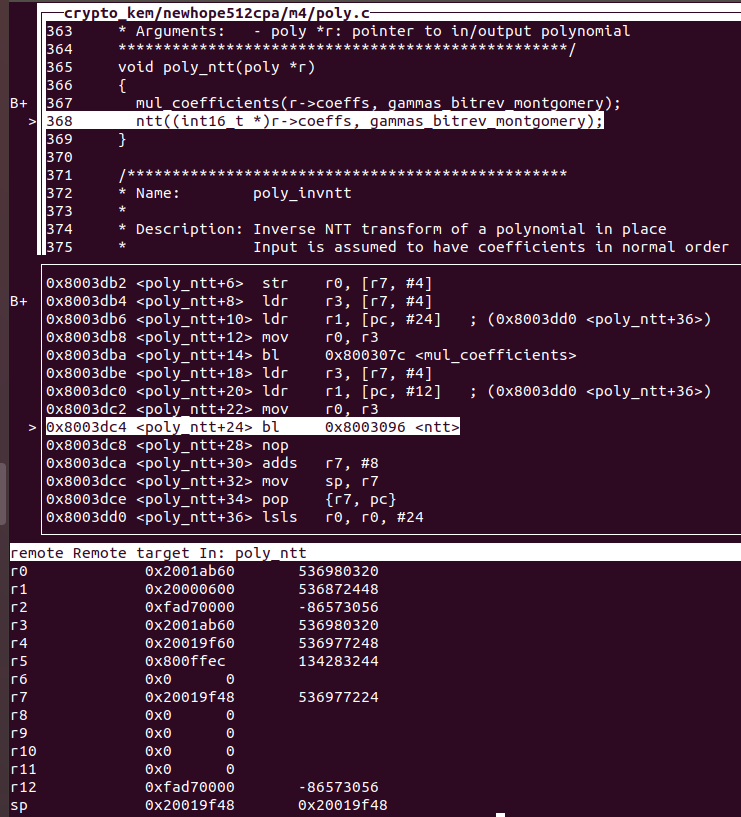 crypto_kem/newhope512cpa/m4/poly.c
363 * Arguments: - poly *r: pointer to in/output polynomial
364 **************************************************/
365 void poly_ntt(poly *r)
366 {
B+ 367 mul_coefficients(r->coeffs, gammas_bitrev_montgomery);
> 368 ntt((int16_t *)r->coeffs, gammas_bitrev_montgomery);
369 }
370
371 /*************************************************
372 * Name: poly_invntt
373 *
374 * Description: Inverse NTT transform of a polynomial in place
375 * Input is assumed to have coefficients in normal order
0x8003db2 <poly_ntt+6> str r0, [r7, #4]
B+ 0x8003db4 <poly_ntt+8> ldr r3, [r7, #4]
0x8003db6 <poly_ntt+10> ldr r1, [pc, #24] ; (0x8003dd0 <poly_ntt+36>)
0x8003db8 <poly_ntt+12> mov r0, r3
0x8003dba <poly_ntt+14> bl 0x800307c <mul_coefficients>
0x8003dbe <poly_ntt+18> ldr r3, [r7, #4]
0x8003dc0 <poly_ntt+20> ldr r1, [pc, #12] ; (0x8003dd0 <poly_ntt+36>)
0x8003dc2 <poly_ntt+22> mov r0, r3
> 0x8003dc4 <poly_ntt+24> bl 0x8003096 <ntt>
0x8003dc8 <poly_ntt+28> nop
0x8003dca <poly_ntt+30> adds r7, #8
0x8003dcc <poly_ntt+32> mov sp, r7
0x8003dce <poly_ntt+34> pop {r7, pc}
0x8003dd0 <poly_ntt+36> lsls r0, r0, #24
remote Remote target In: poly_ntt
r0 0x2001ab60 536980320
r1 0x20000600 536872448
r2 0xfad70000 -86573056
r3 0x2001ab60 536980320
r4 0x20019f60 536977248
r5 0x800ffec 134283244
r6 0x0 0
r7 0x20019f48 536977224
r8 0x0 0
r9 0x0 0
r10 0x0 0
r11 0x0 0
r12 0xfad70000 -86573056
sp 0x20019f48 0x20019f48